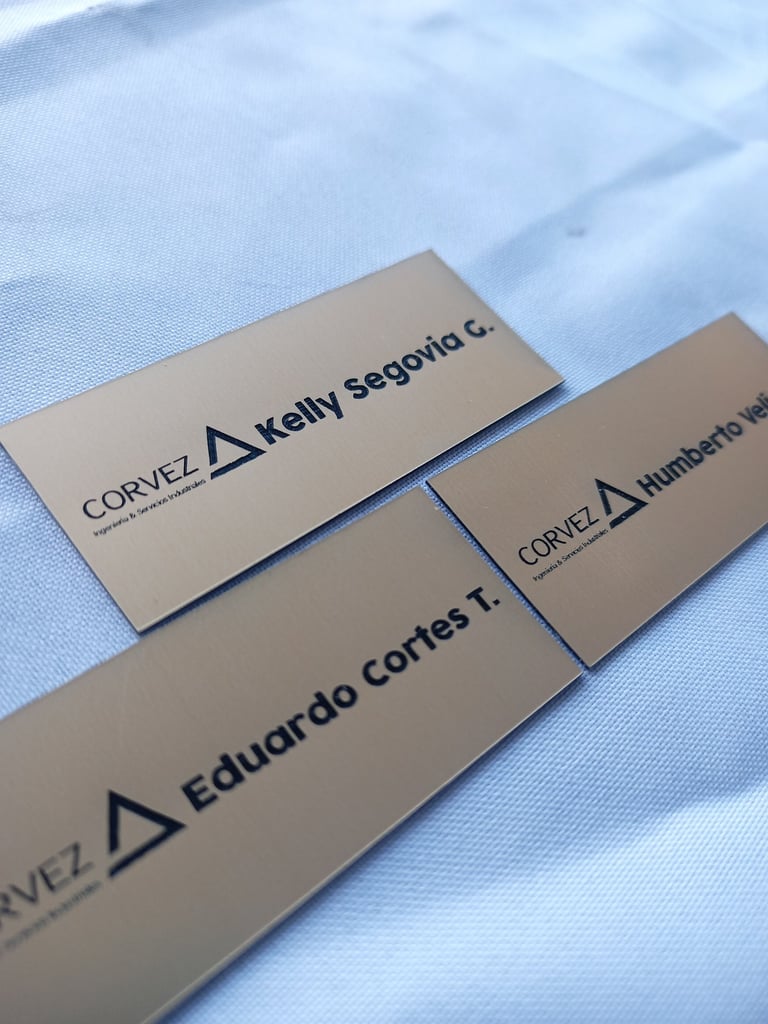 CORVEZ
Ingeniería & Servicios Industriales
Kelly Segovia G.
CORVEZ
Ingeniería & Servicios Industriales
Humberto
Eduardo Cortes T.